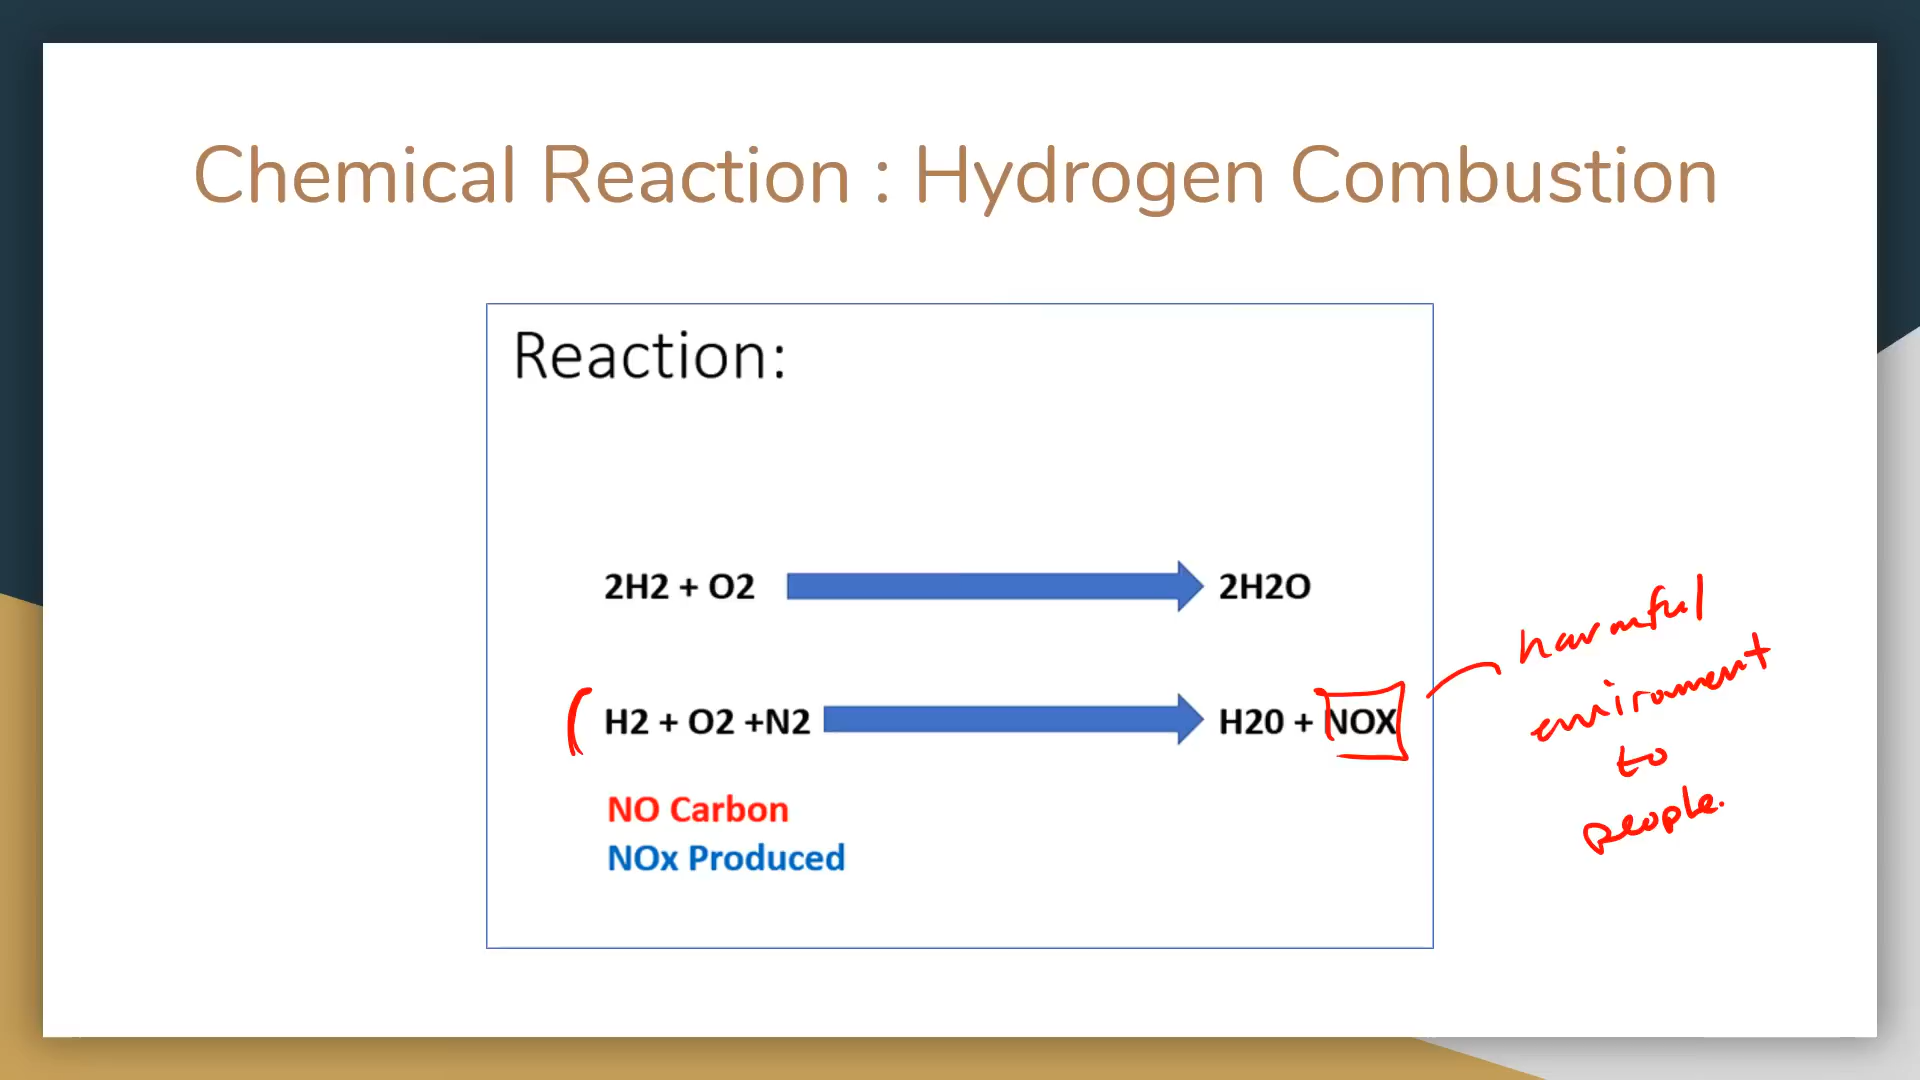 Chemical Reaction : Hydrogen Combustion
Reaction:
2H2 + O2 2H2O
H2 + O2 +N2 H20 + NOX
NO Carbon
NOx Produced
harmful
enviroment
to
people.